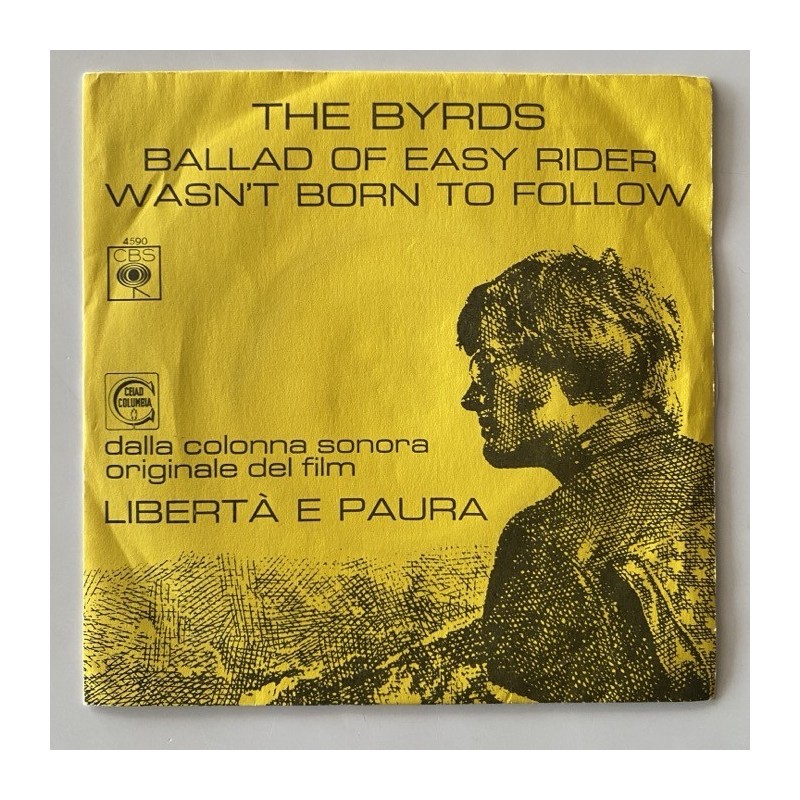 THE BYRDS
BALLAD OF EASY RIDER
WASN'T BORN TO FOLLOW
4590
CBS
CEIAD
COLUMBIA
dalla colonna sonora
originale del film
LIBERTÀ E PAURA